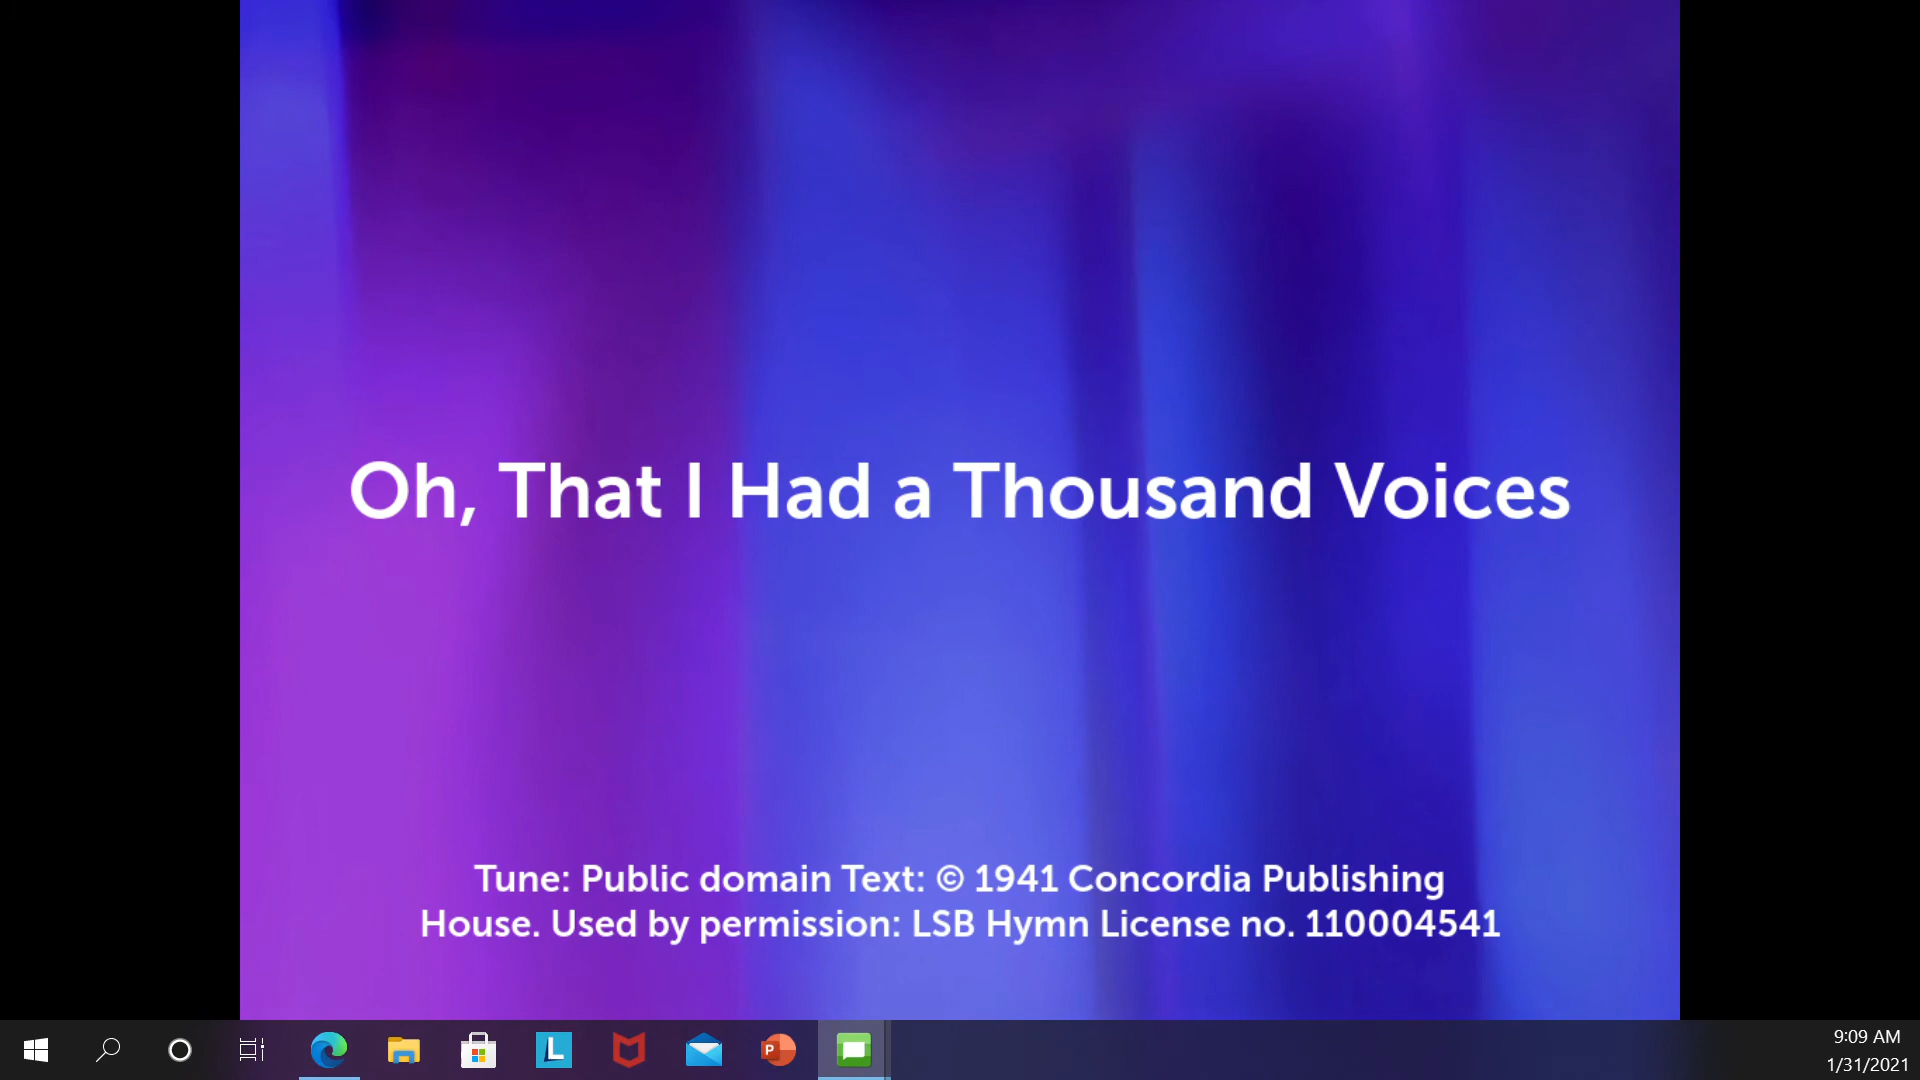 Oh, That I Had a Thousand Voices
Tune: Public domain Text: © 1941 Concordia Publishing
House. Used by permission: LSB Hymn License no. 110004541
L
P
9:09 AM
1/31/2021